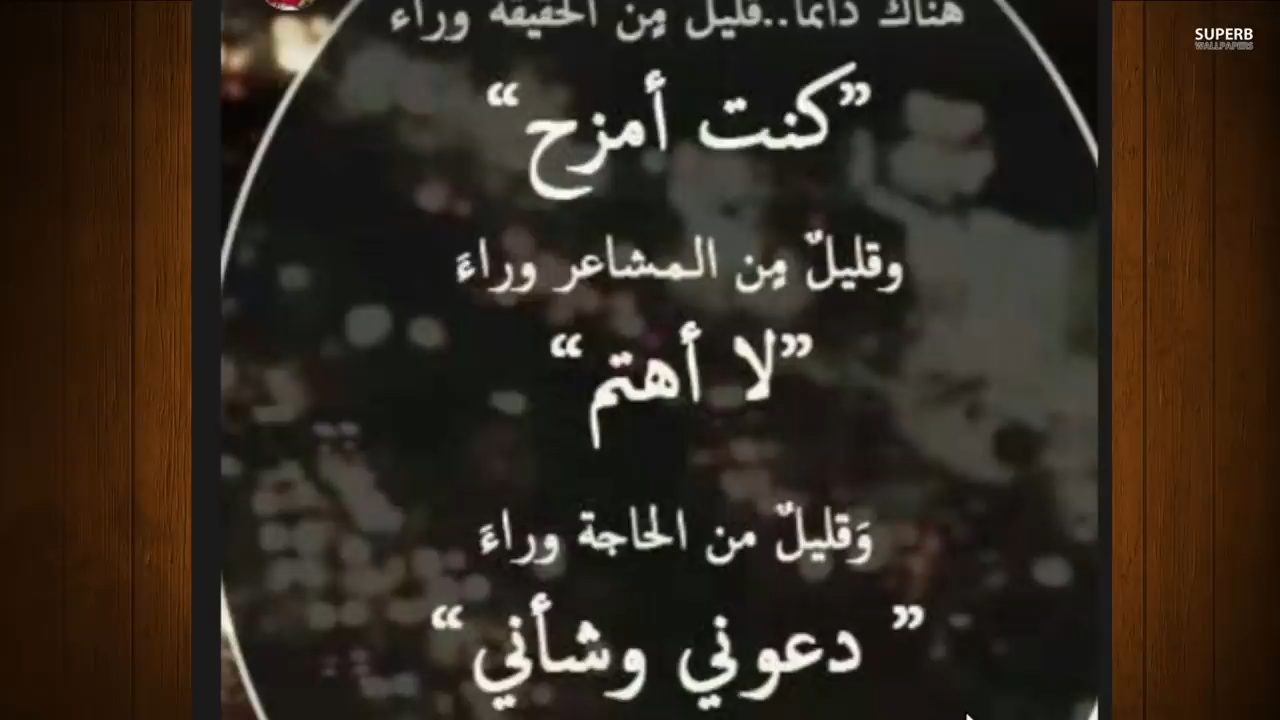 هناك دائما..قليل مِن الحقيقة وراء
”كنت أمزح“
وقليلٌ مِن المشاعر وراءَ
”لا أهتم“
وَقليلٌ من الحاجة وراءَ
” دعوني وشأني“
SUPERB
WALLPAPERS